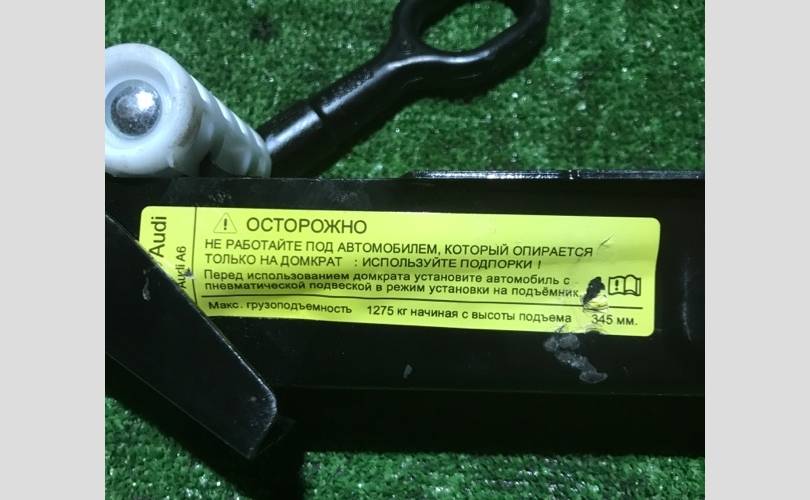 Audi
Audi A6
ОСТОРОЖНО
НЕ РАБОТАЙТЕ ПОД АВТОМОБИЛЕМ, КОТОРЫЙ ОПИРАЕТСЯ
ТОЛЬКО НА ДОМКРАТ : ИСПОЛЬЗУЙТЕ ПОДПОРКИ !
Перед использованием домкрата установите автомобиль с
пневматической подвеской в режим установки на подъёмник.
Макс. грузоподъемность 1275 кг начиная с высоты подъема 345 мм.